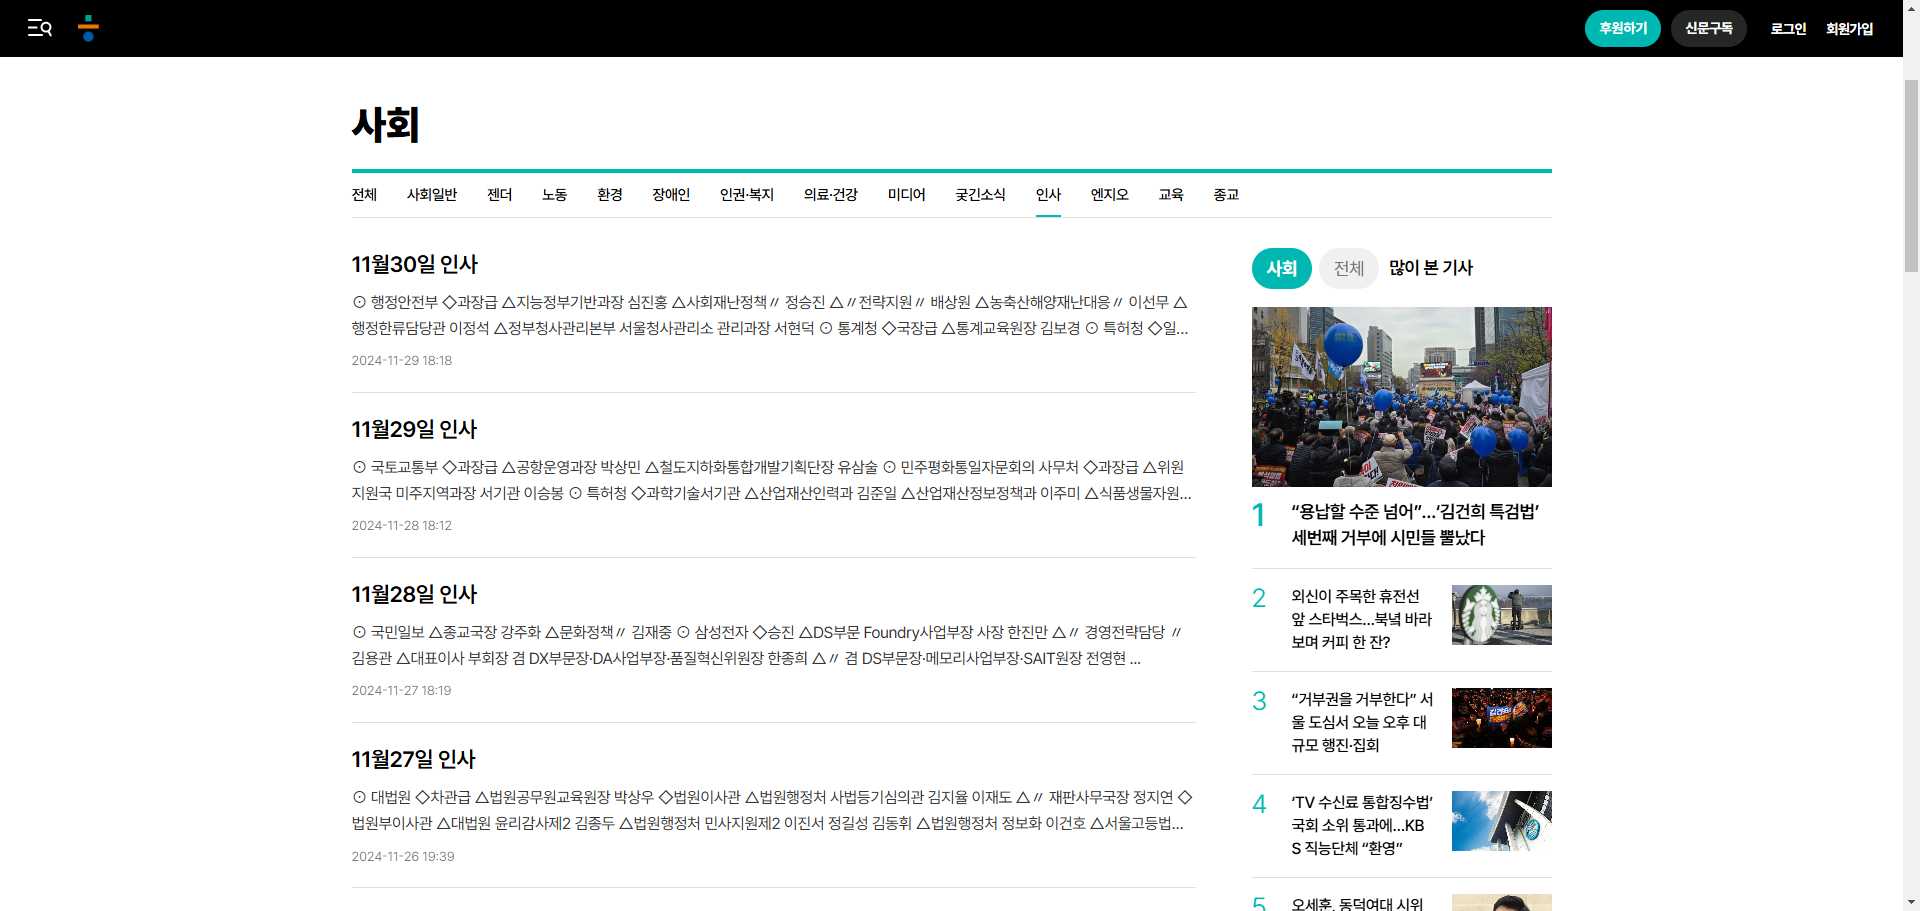 후원하기
신문구독
로그인
회원가입
사회
전체 사회일반 젠더 노동 환경 장애인 인권·복지 의료·건강 미디어 궂긴소식 인사 엔지오 교육 종교
11월30일 인사
⊙ 행정안전부 ◇과장급 △지능정부기반과장 심진홍 △사회재난정책〃 정승진 △〃전략지원〃 배상원 △농축산해양재난대응〃 이선무 △
행정한류담당관 이정석 △정부청사관리본부 서울청사관리소 관리과장 서현덕 ⊙ 통계청 ◇국장급 △통계교육원장 김보경 ⊙ 특허청 ◇일...
2024-11-29 18:18
11월29일 인사
⊙ 국토교통부 ◇과장급 △공항운영과장 박상민 △철도지하화통합개발기획단장 유삼술 ⊙ 민주평화통일자문회의 사무처 ◇과장급 △위원
지원국 미주지역과장 서기관 이승봉 ⊙ 특허청 ◇과학기술서기관 △산업재산인력과 김준일 △산업재산정보정책과 이주미 △식품생물자원...
2024-11-28 18:12
11월28일 인사
⊙ 국민일보 △종교국장 강주화 △문화정책〃 김재중 ⊙ 삼성전자 ◇승진 △DS부문 Foundry사업부장 사장 한진만 △〃 경영전략담당 〃
김용관 △대표이사 부회장 겸 DX부문장·DA사업부장·품질혁신위원장 한종희 △〃 겸 DS부문장·메모리사업부장·SAIT원장 전영현 ...
2024-11-27 18:19
11월27일 인사
⊙ 대법원 ◇차관급 △법원공무원교육원장 박상우 ◇법원이사관 △법원행정처 사법등기심의관 김지율 이재도 △〃 재판사무국장 정지연 ◇
법원부이사관 △대법원 윤리감사제2 김종두 △법원행정처 민사지원제2 이진서 정길성 김동휘 △법원행정처 정보화 이건호 △서울고등법...
2024-11-26 19:39
사회 전체 많이 본 기사
1 “용납할 수준 넘어”...‘김건희 특검법’
세번째 거부에 시민들 뿔났다
2 외신이 주목한 휴전선
앞 스타벅스...북녘 바라
보며 커피 한 잔?
3 “거부권을 거부한다” 서
울 도심서 오늘 오후 대
규모 행진·집회
4 ‘TV 수신료 통합징수법’
국회 소위 통과에...KB
S 직능단체 “환영”
5 오세훈, 동덕여대 시위